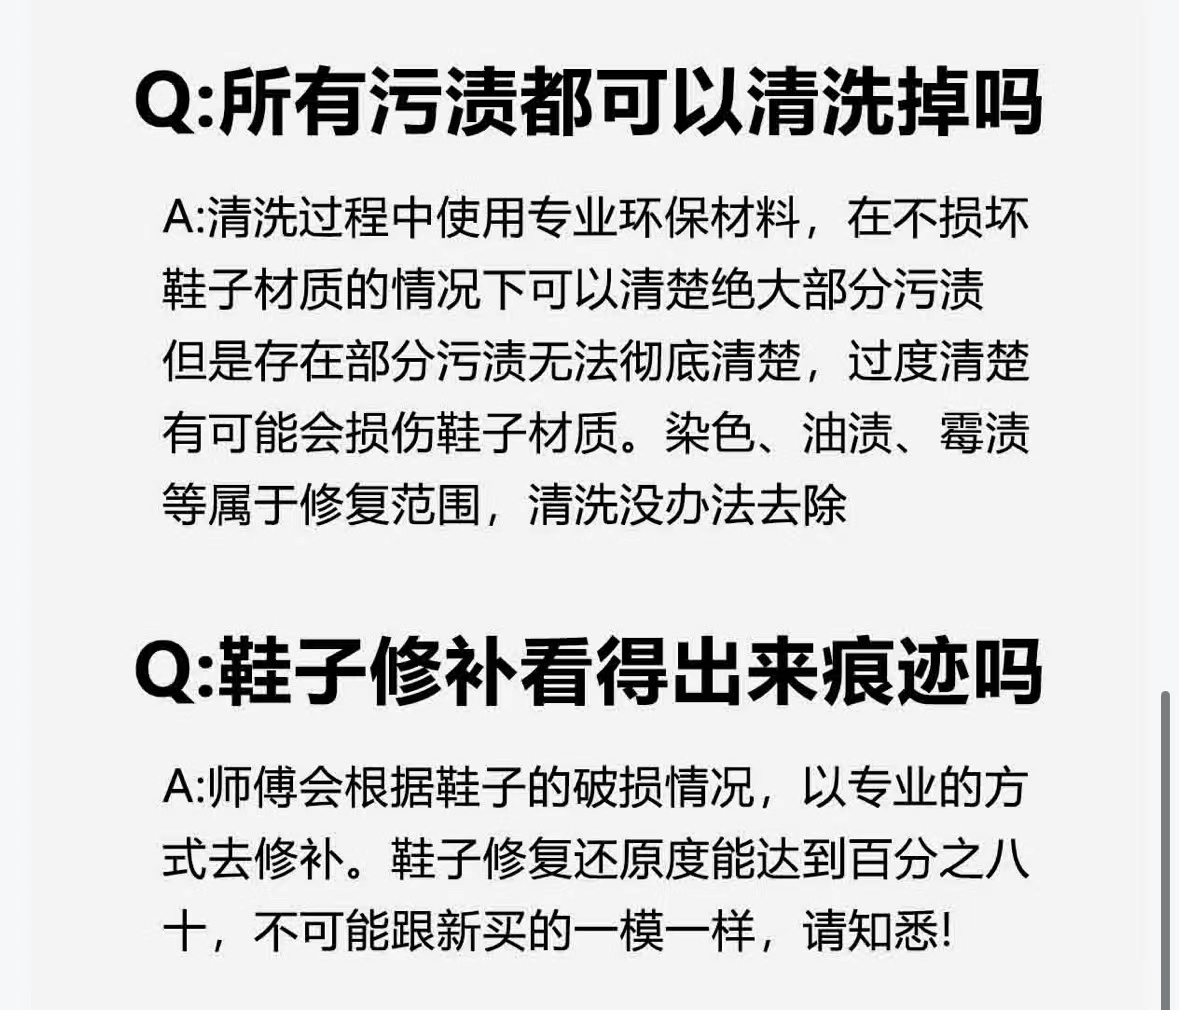 Q:所有污渍都可以清洗掉吗
A:清洗过程中使用专业环保材料，在不损坏
鞋子材质的情况下可以清楚绝大部分污渍
但是存在部分污渍无法彻底清楚，过度清楚
有可能会损伤鞋子材质。染色、油渍、霉渍
等属于修复范围，清洗没办法去除
Q:鞋子修补看得出来痕迹吗
A:师傅会根据鞋子的破损情况，以专业的方
式去修补。鞋子修复还原度能达到百分之八
十，不可能跟新买的一模一样，请知悉!